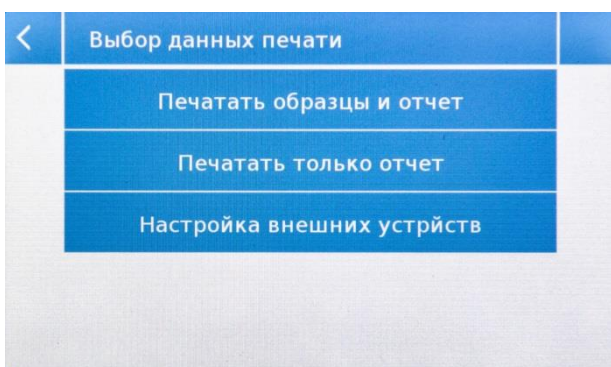 Выбор данных печати
Печатать образцы и отчет
Печатать только отчет
Настройка внешних устрйств